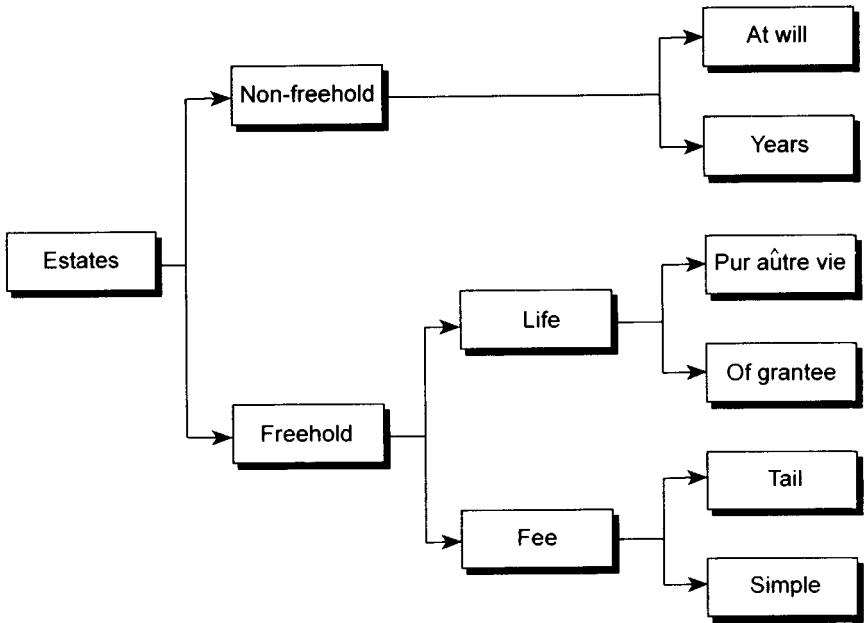 At will
Non-freehold
Years
Estates
Pur aûtre vie
Life
Of grantee
Freehold
Tail
Fee
Simple